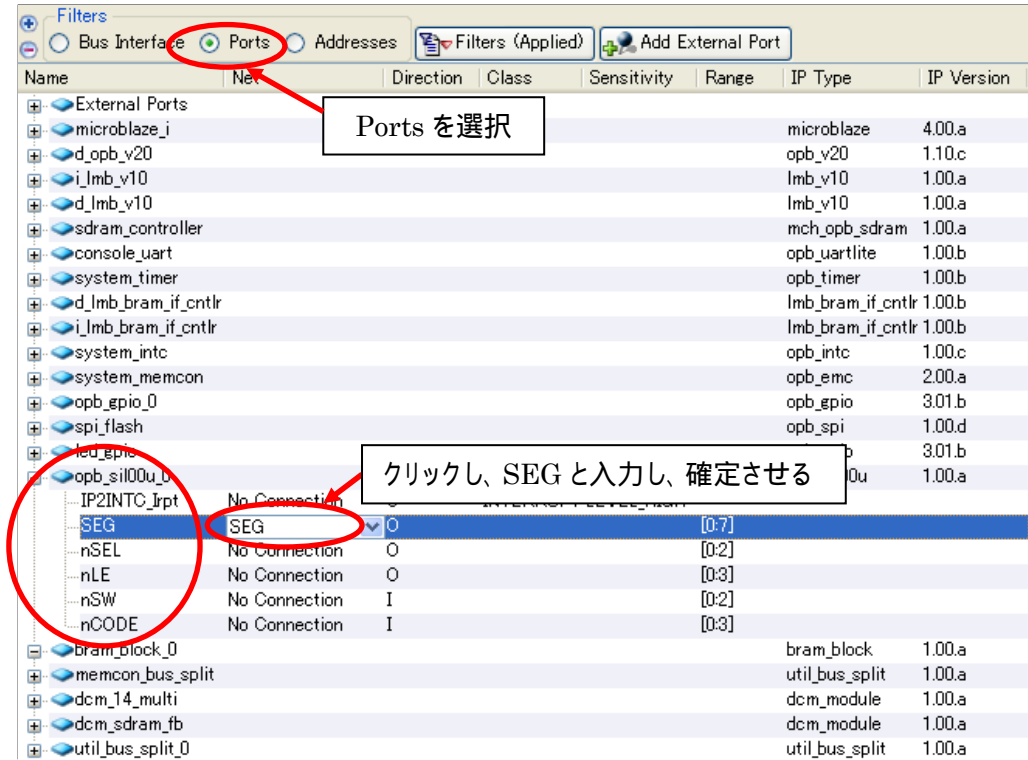 Filters
Bus Interface Ports Addresses Filters (Applied) Add External Port
Name Net Direction Class Sensitivity Range IP Type IP Version
External Ports
Ports を選択
microblaze_i microblaze 4.00.a
d_opb_v20 opb_v20 1.10.c
i_lmb_v10 lmb_v10 1.00.a
d_lmb_v10 lmb_v10 1.00.a
sdram_controller mch_opb_sdram 1.00.a
console_uart opb_uartlite 1.00.b
system_timer opb_timer 1.00.b
d_lmb_bram_if_cntlr lmb_bram_if_cntlr 1.00.b
i_lmb_bram_if_cntlr lmb_bram_if_cntlr 1.00.b
system_intc opb_intc 1.00.c
system_memcon opb_emc 2.00.a
opb_gpio_0 opb_gpio 3.01.b
spi_flash opb_spi 1.00.d
led_gpio 3.01.b
クリックし、SEG と入力し、確定させる
opb_sil00u_0 00u 1.00.a
IP2INTC_Irpt No Connection
SEG SEG O [0:7]
nSEL No Connection O [0:2]
nLE No Connection O [0:3]
nSW No Connection I [0:2]
nCODE No Connection I [0:3]
bram_block_0 bram_block 1.00.a
memcon_bus_split util_bus_split 1.00.a
dcm_14_multi dcm_module 1.00.a
dcm_sdram_fb dcm_module 1.00.a
util_bus_split_0 util_bus_split 1.00.a